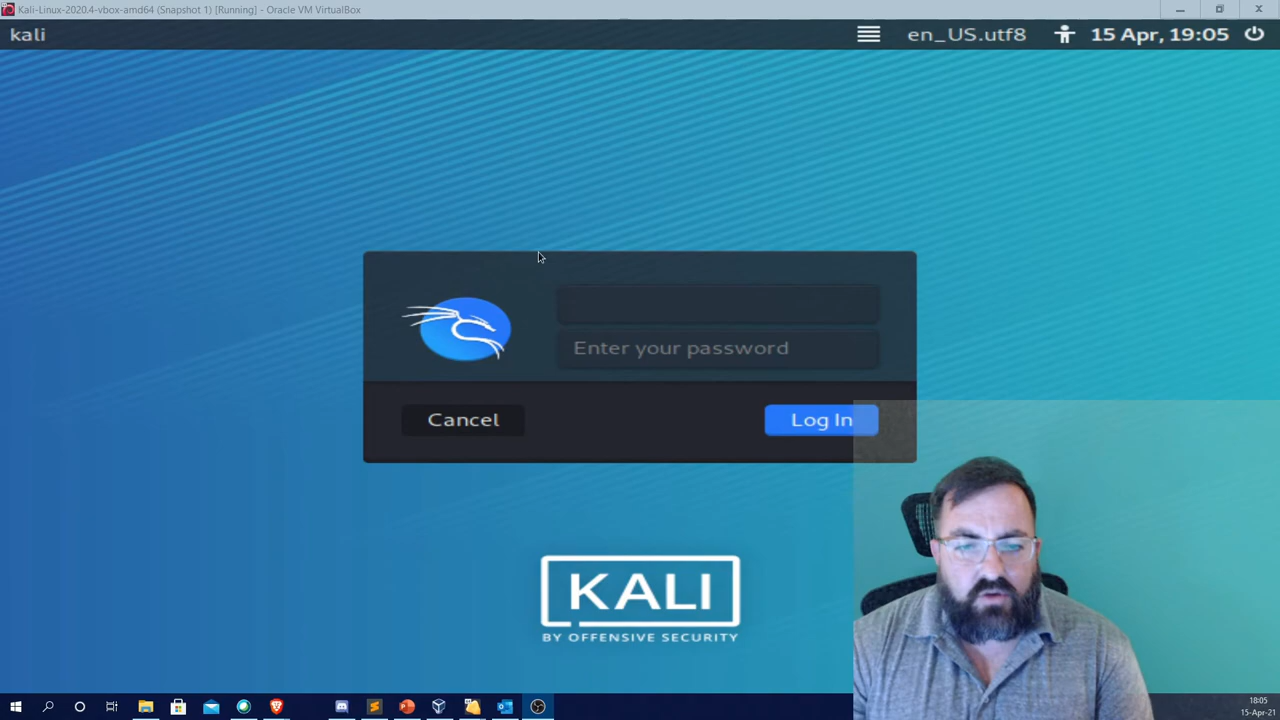 Kali-Linux-2020.4-vbox-amd64 (Snapshot 1) [Running] - Oracle VM VirtualBox
kali
en_US.utf8
15 Apr, 19:05
Enter your password
Cancel
Log In
KALI
BY OFFENSIVE SECURITY
18:05
15-Apr-21